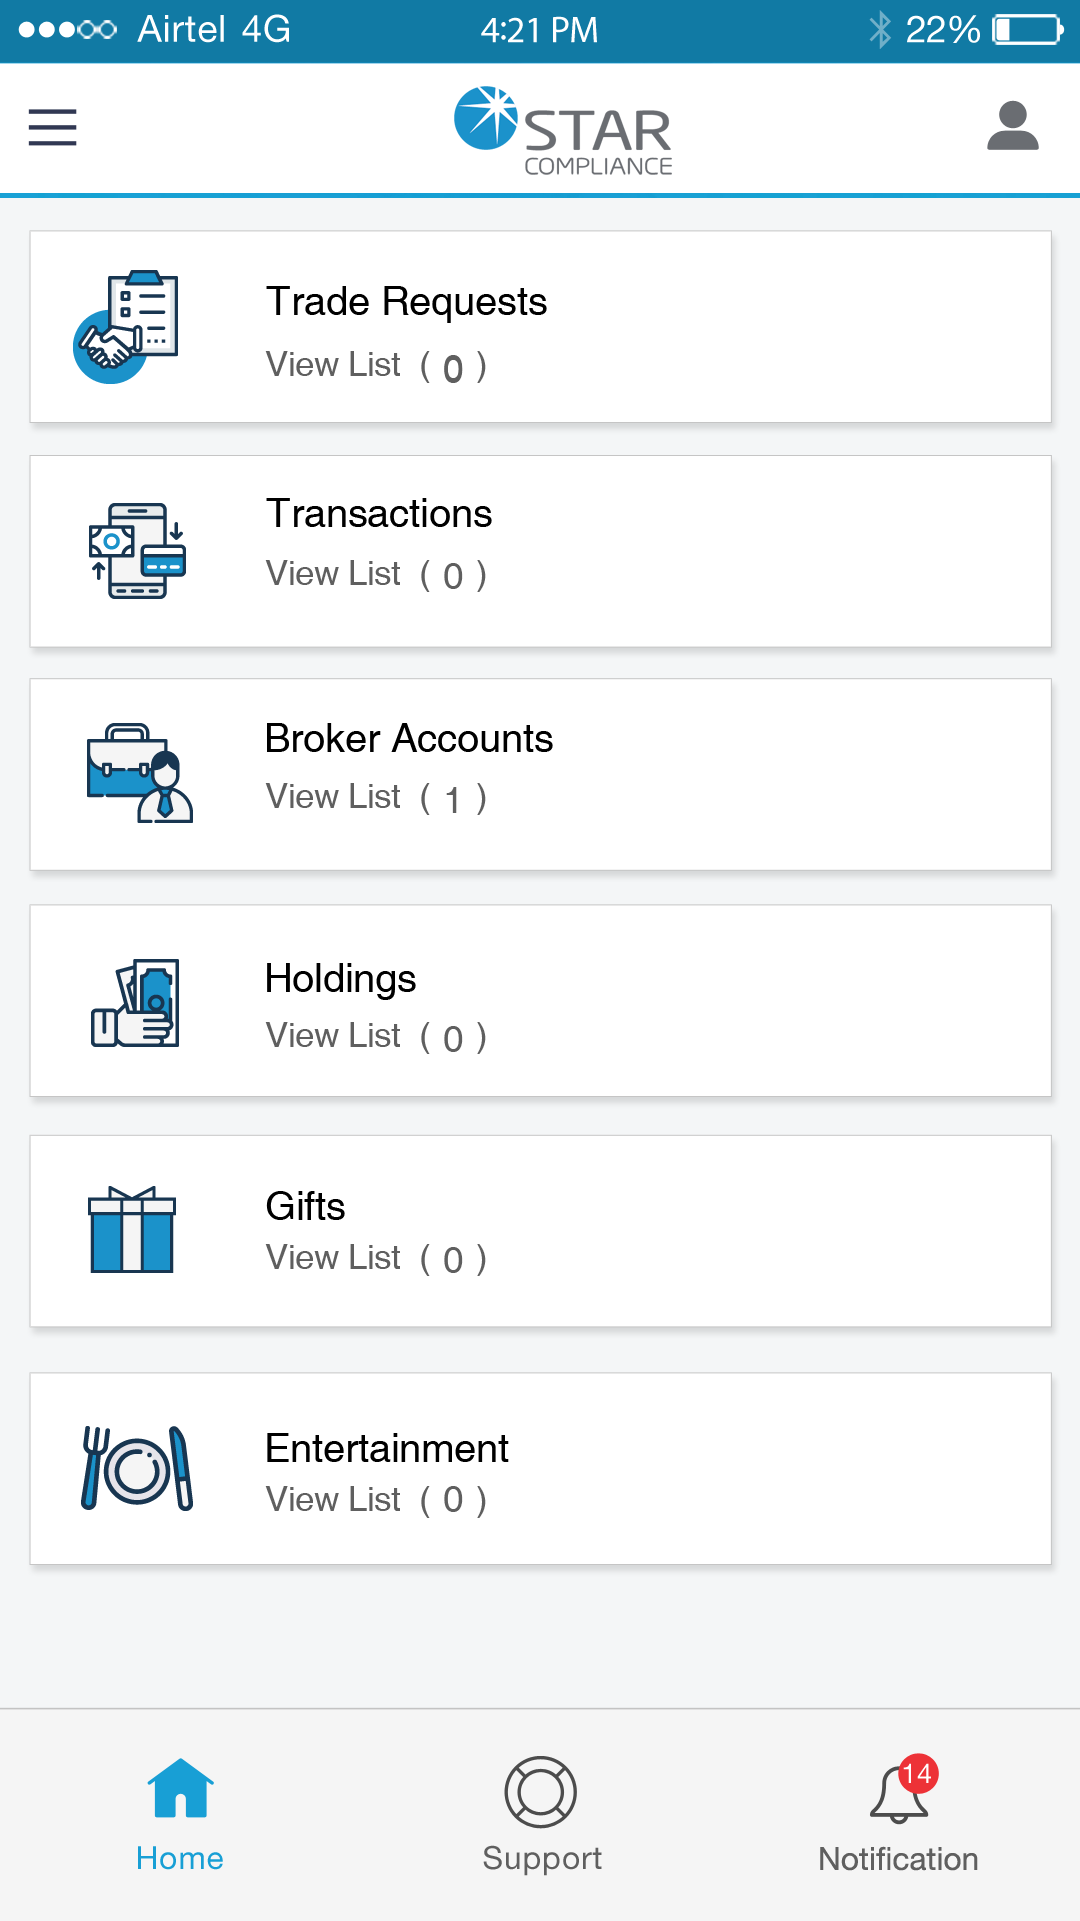 Airtel 4G 4:21 PM 22%
STAR
COMPLIANCE
Trade Requests
View List ( 0 )
Transactions
View List ( 0 )
Broker Accounts
View List ( 1 )
Holdings
View List ( 0 )
Gifts
View List ( 0 )
Entertainment
View List ( 0 )
14
Home Support Notification